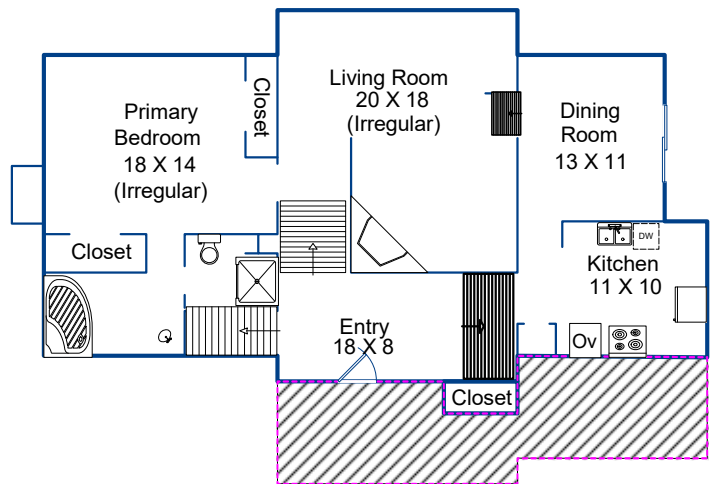 Primary
Bedroom
18 X 14
(Irregular)
Closet
Living Room
20 X 18
(Irregular)
Dining
Room
13 X 11
Closet
DW
Kitchen
11 X 10
Entry
18 X 8
Ov
Closet